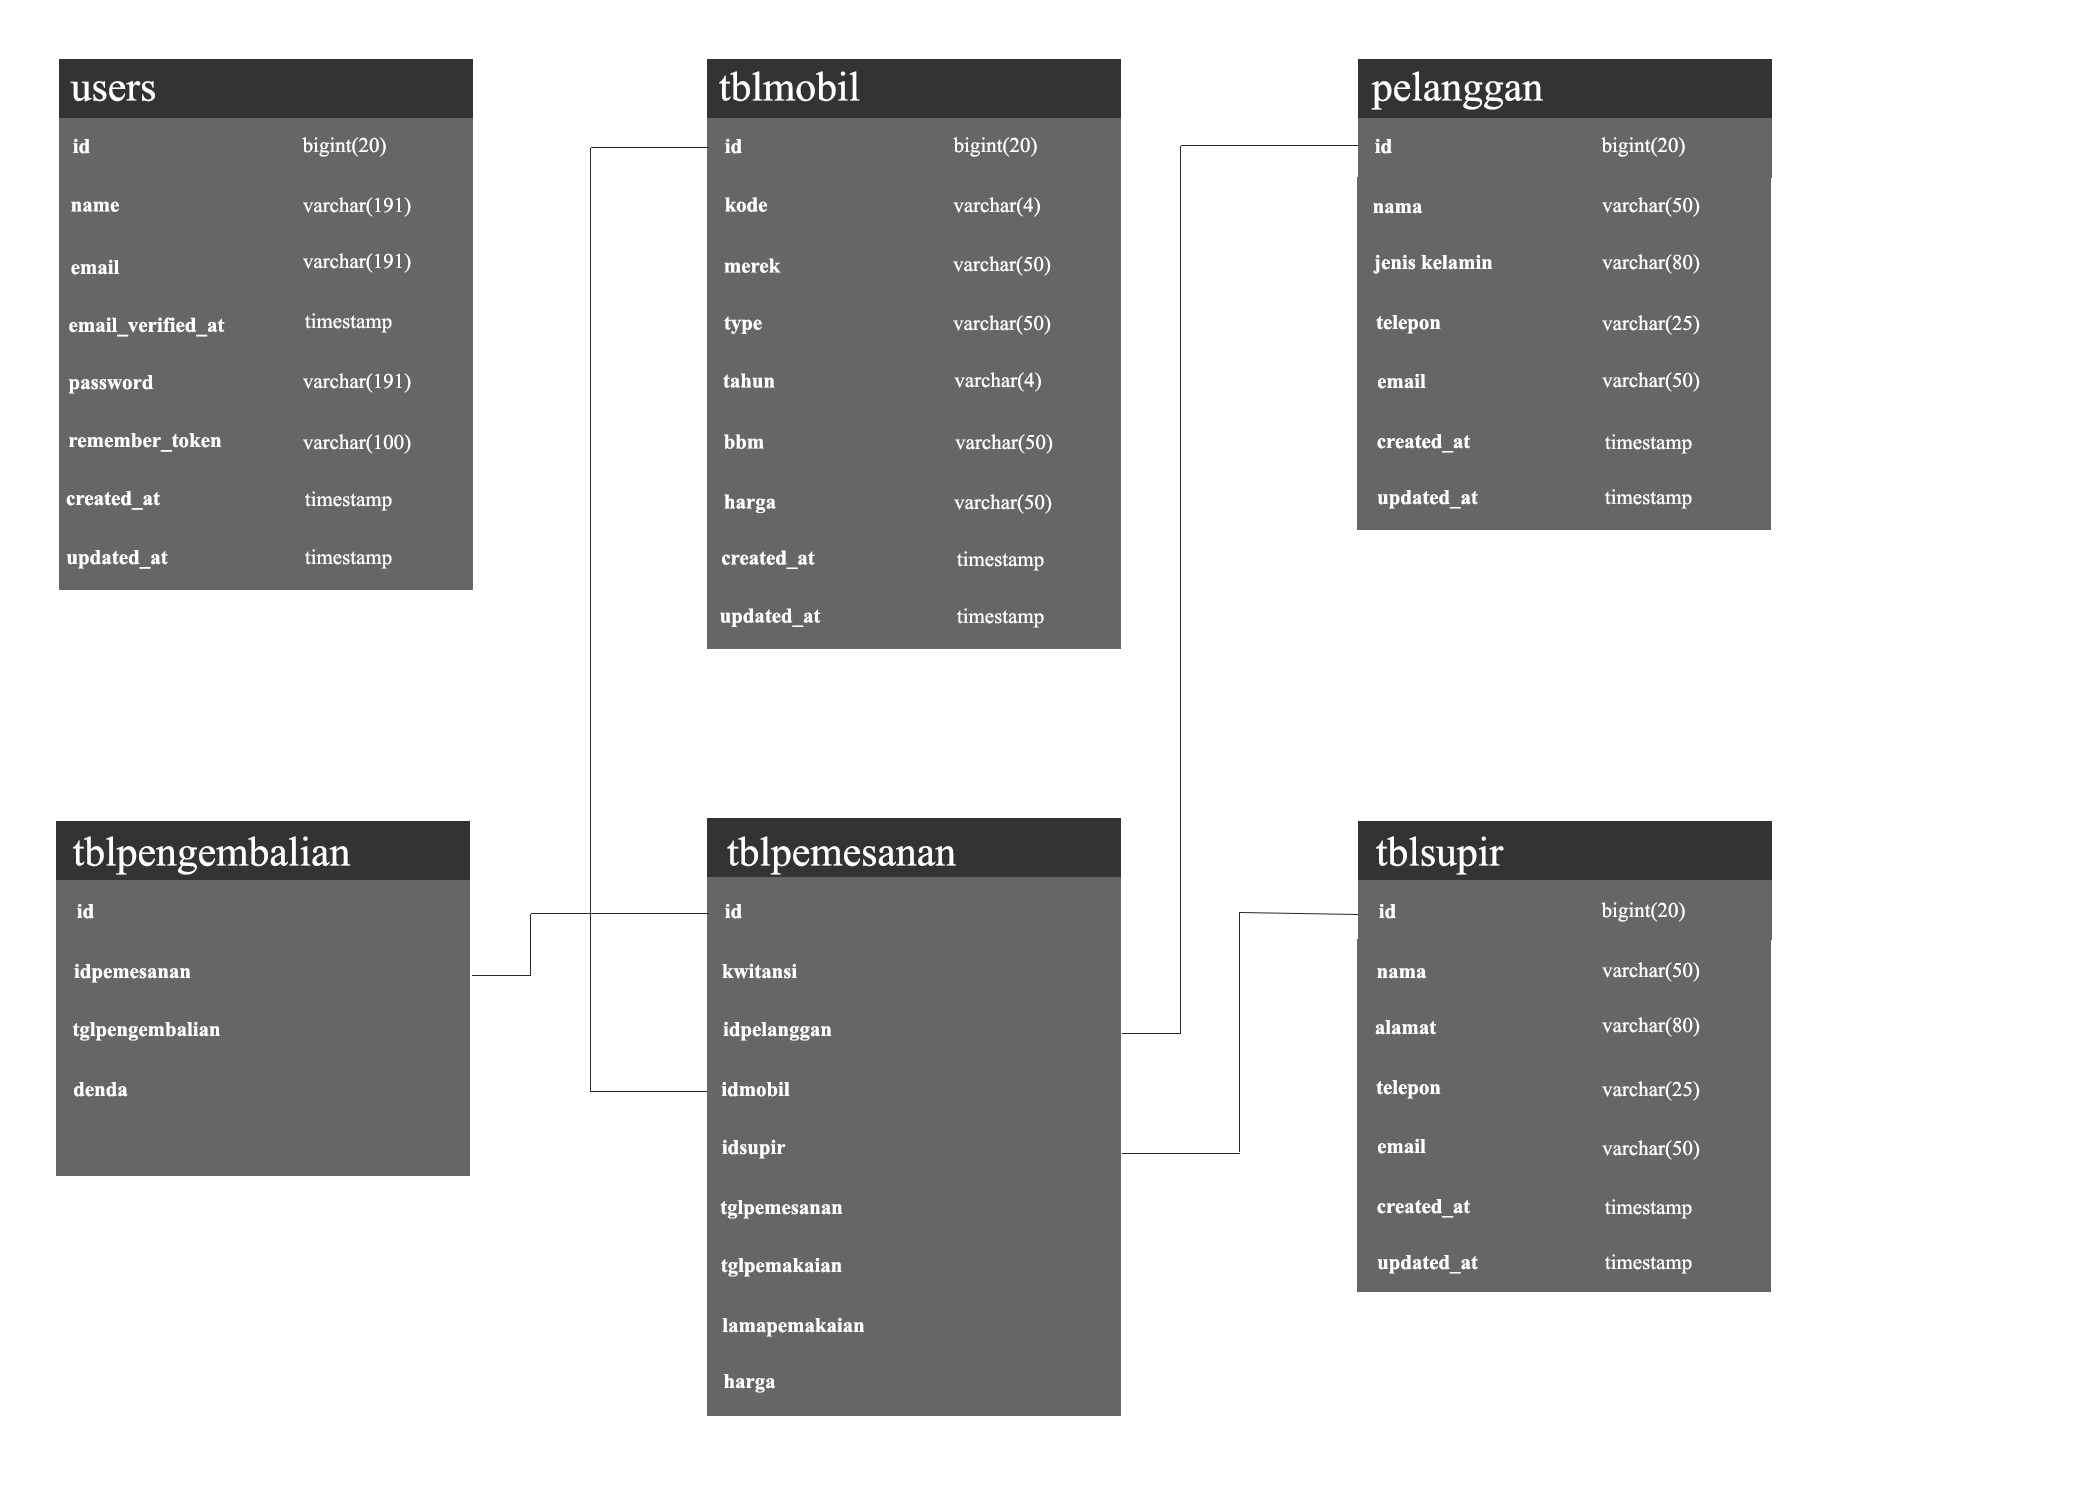 users
id bigint(20)
name varchar(191)
email varchar(191)
email_verified_at timestamp
password varchar(191)
remember_token varchar(100)
created_at timestamp
updated_at timestamp
tblmobil
id bigint(20)
kode varchar(4)
merek varchar(50)
type varchar(50)
tahun varchar(4)
bbm varchar(50)
harga varchar(50)
created_at timestamp
updated_at timestamp
pelanggan
id bigint(20)
nama varchar(50)
jenis kelamin varchar(80)
telepon varchar(25)
email varchar(50)
created_at timestamp
updated_at timestamp
tblpengembalian
id
idpemesanan
tglpengembalian
denda
tblpemesanan
id
kwitansi
idpelanggan
idmobil
idsupir
tglpemesanan
tglpemakaian
lamapemakaian
harga
tblsupir
id bigint(20)
nama varchar(50)
alamat varchar(80)
telepon varchar(25)
email varchar(50)
created_at timestamp
updated_at timestamp